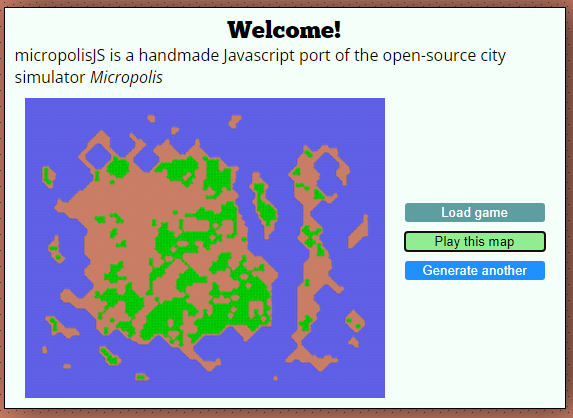 Welcome!
micropolisJS is a handmade Javascript port of the open-source city
simulator Micropolis
Load game
Play this map
Generate another